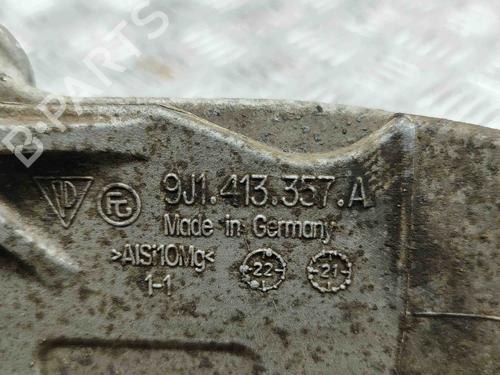 B-PARTS
9J1.413.357.A
Made in Germany
>AlSi10Mg<
1-1
22
21